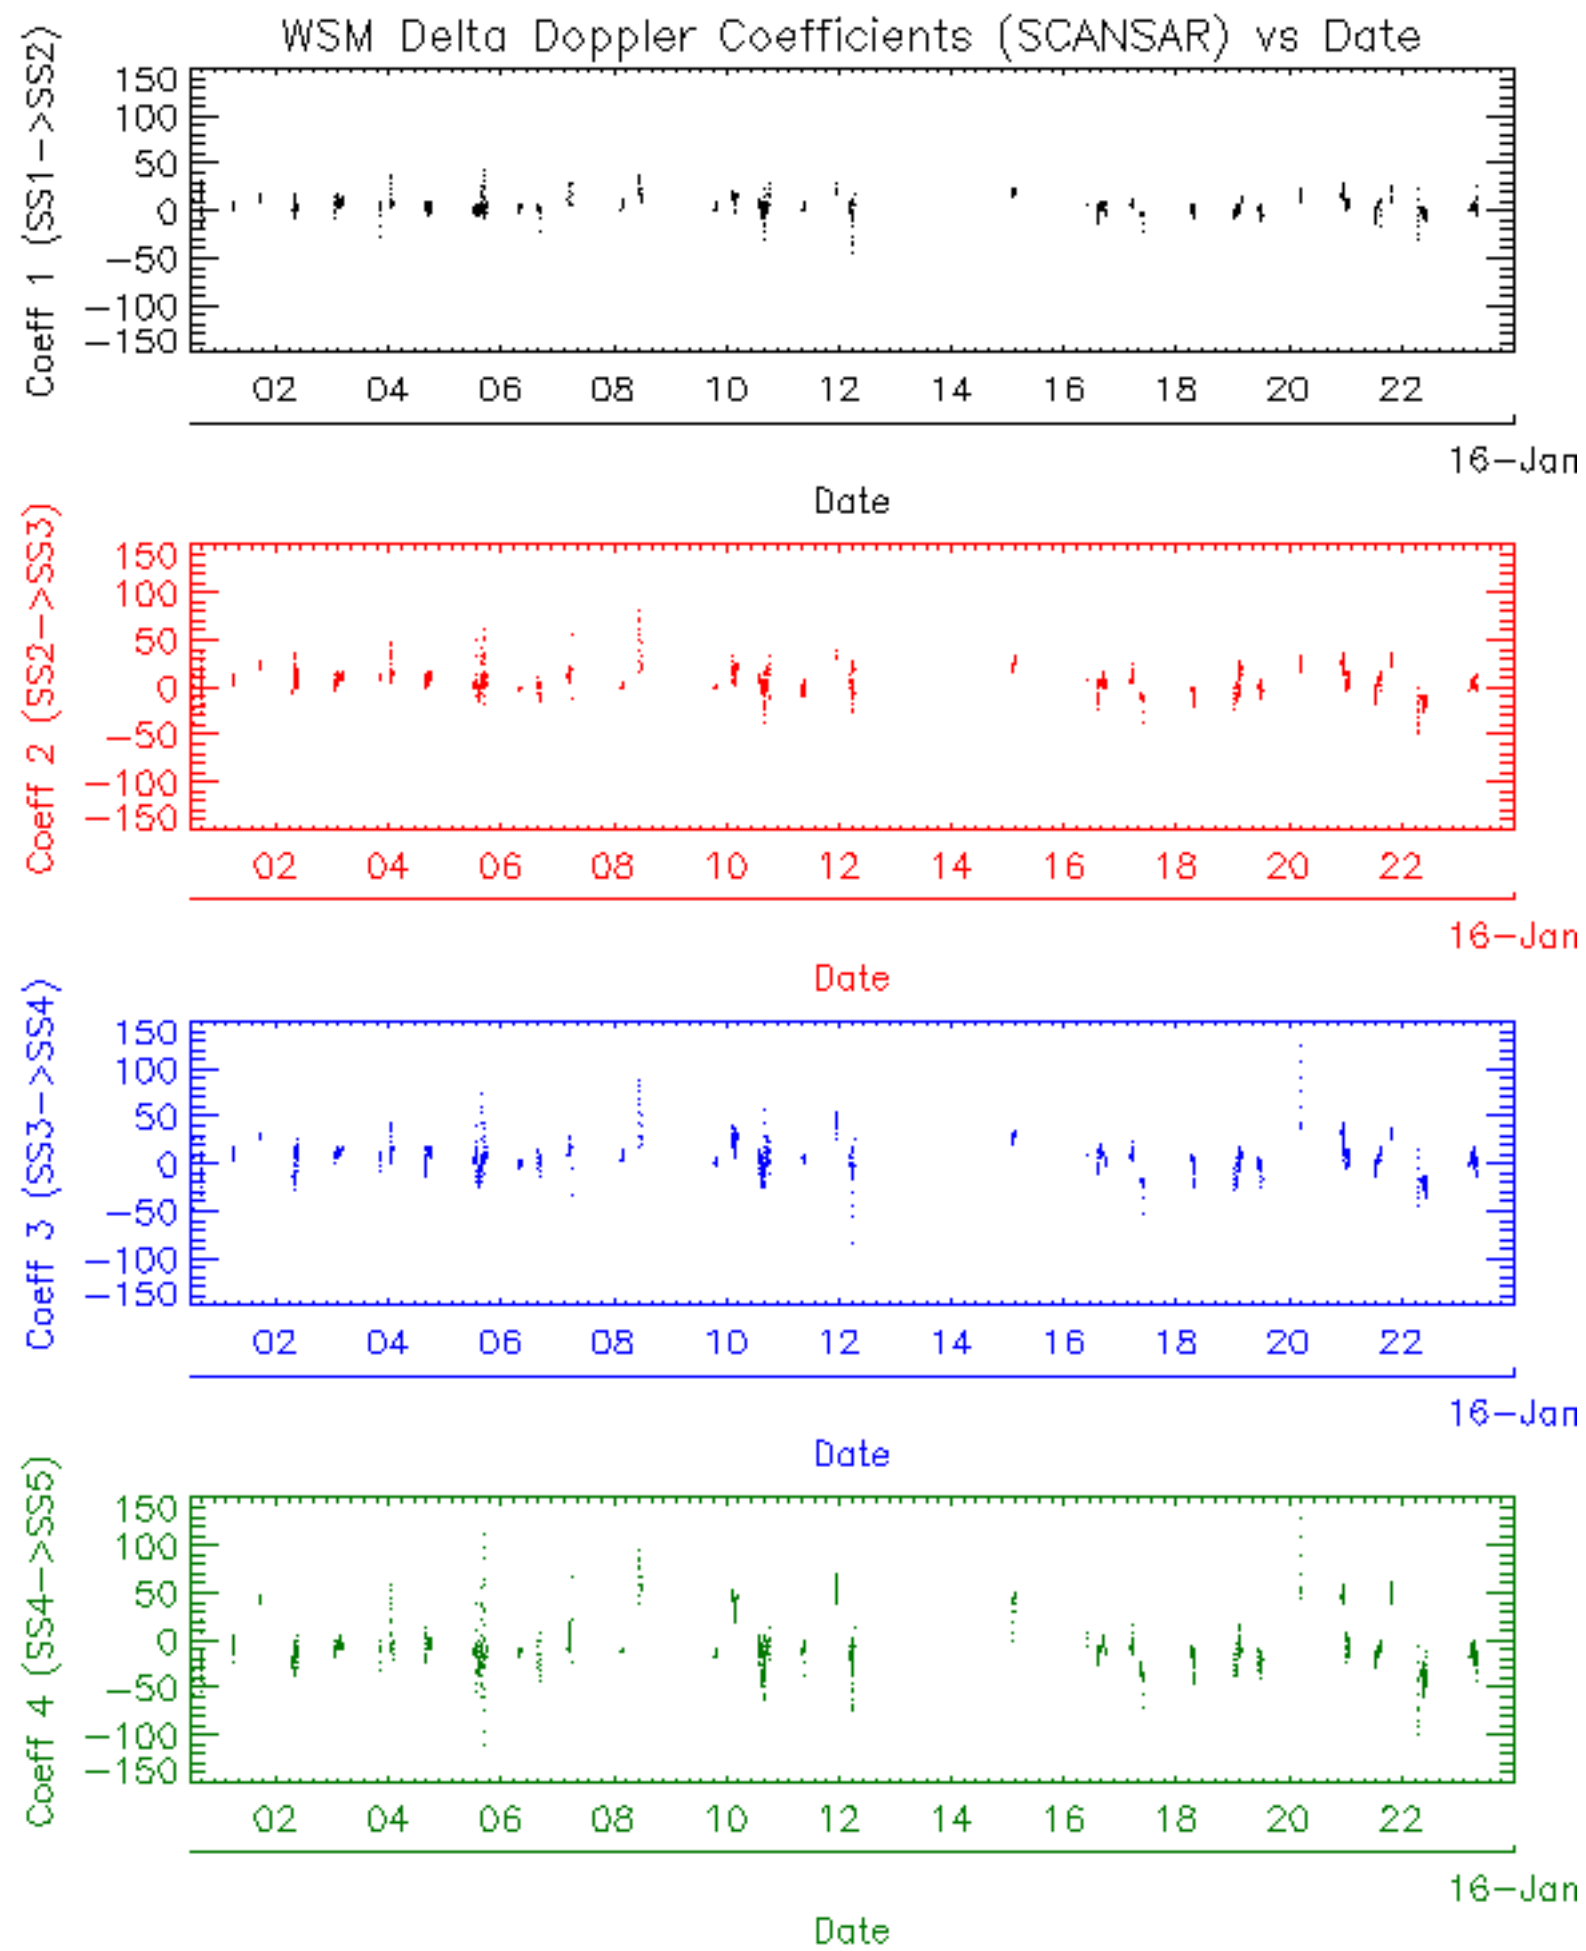 WSM Delta Doppler Coefficients (SCANSAR) vs Date
Coeff 1 (SS1->SS2)
150
100
50
0
-50
-100
-150
02 04 06 08 10 12 14 16 18 20 22
16-Jan
Date
Coeff 2 (SS2->SS3)
150
100
50
0
-50
-100
-150
02 04 06 08 10 12 14 16 18 20 22
16-Jan
Date
Coeff 3 (SS3->SS4)
150
100
50
0
-50
-100
-150
02 04 06 08 10 12 14 16 18 20 22
16-Jan
Date
Coeff 4 (SS4->SS5)
150
100
50
0
-50
-100
-150
02 04 06 08 10 12 14 16 18 20 22
16-Jan
Date